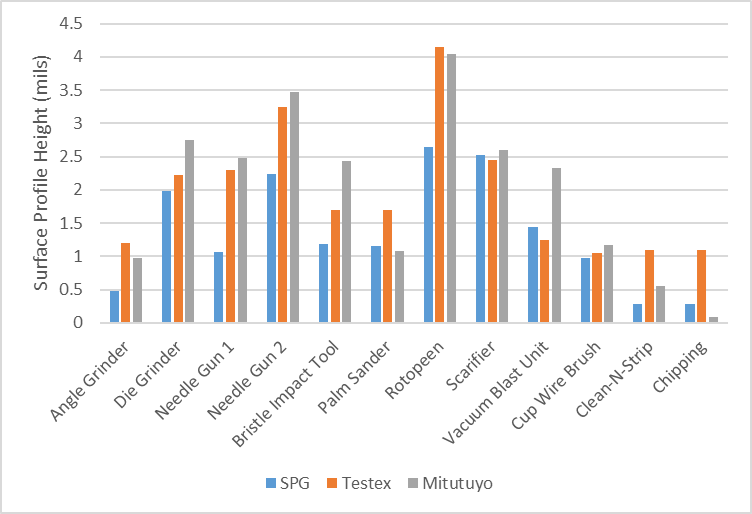 Surface Profile Height (mils)
4.5
4
3.5
3
2.5
2
1.5
1
0.5
0
Angle Grinder
Die Grinder
Needle Gun 1
Needle Gun 2
Bristle Impact Tool
Palm Sander
Rotopeen
Scarifier
Vacuum Blast Unit
Cup Wire Brush
Clean-N-Strip
Chipping
SPG Testex Mitutuyo